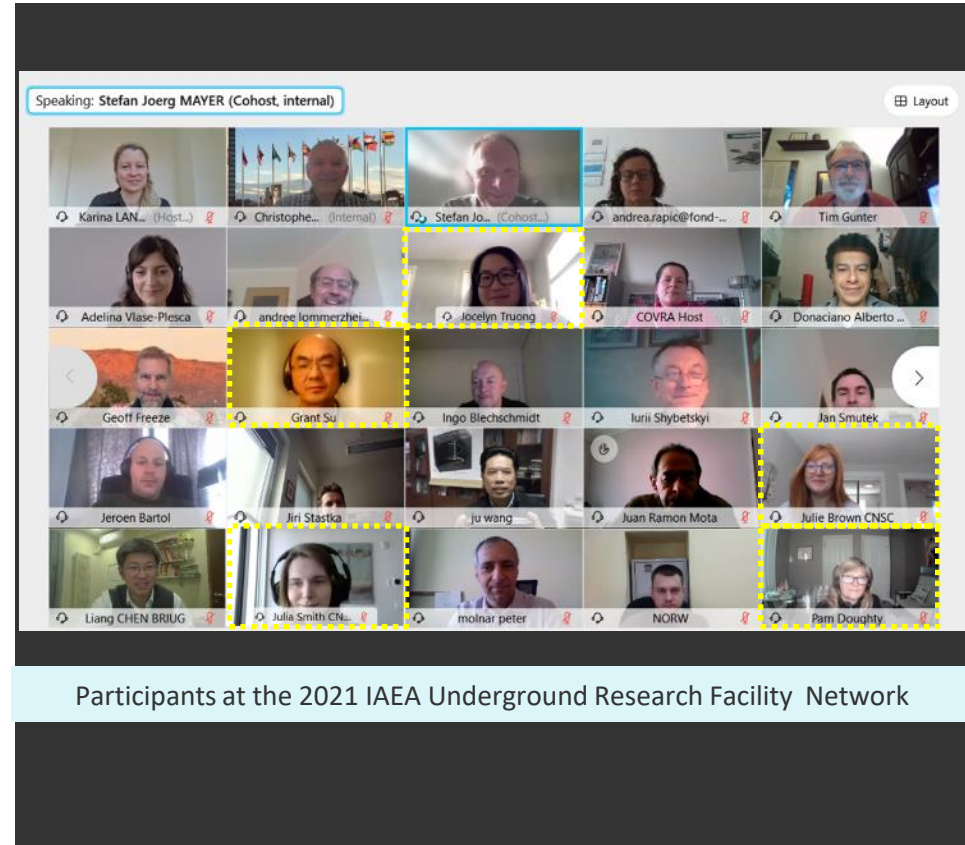 Speaking: Stefan Joerg MAYER (Cohost, internal)
Layout
Karina LAN... (Host...)
Christophe... (Internal)
Stefan Jo... (Cohost...)
andrea.rapic@fond-...
Tim Gunter
Adelina Vlase-Plesca
andree lommerzhei...
Jocelyn Truong
COVRA Host
Donaciano Alberto ...
Geoff Freeze
Grant Su
Ingo Blechschmidt
Iurii Shybetskyi
Jan Smutek
Jeroen Bartol
Jiri Stastka
ju wang
Juan Ramon Mota
Julie Brown CNSC
Liang CHEN BRIUG
Julia Smith CN...
molnar peter
NORW
Pam Doughty
Participants at the 2021 IAEA Underground Research Facility Network